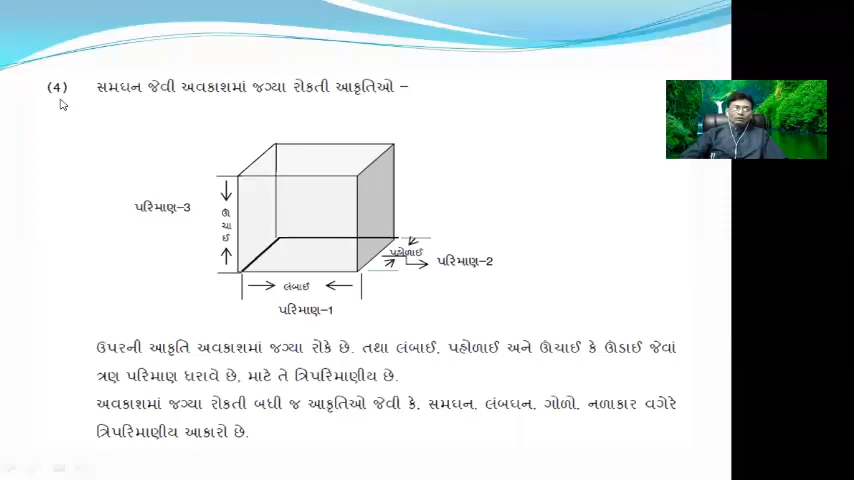 (4) સમઘન જેવી અવકાશમાં જગ્યા રોકતી આકૃતિઓ –
પરિમાણ-3
ઊ
ચા
ઈ
પહોળાઈ
પરિમાણ-2
લંબાઈ
પરિમાણ-1
ઉપરની આકૃતિ અવકાશમાં જગ્યા રોકે છે. તથા લંબાઈ, પહોળાઈ અને ઊંચાઈ કે ઊંડાઈ જેવાં
ત્રણ પરિમાણ ધરાવે છે, માટે તે ત્રિપરિમાણીય છે.
અવકાશમાં જગ્યા રોકતી બધી જ આકૃતિઓ જેવી કે, સમઘન, લંબઘન, ગોળો, નળાકાર વગેરે
ત્રિપરિમાણીય આકારો છે.